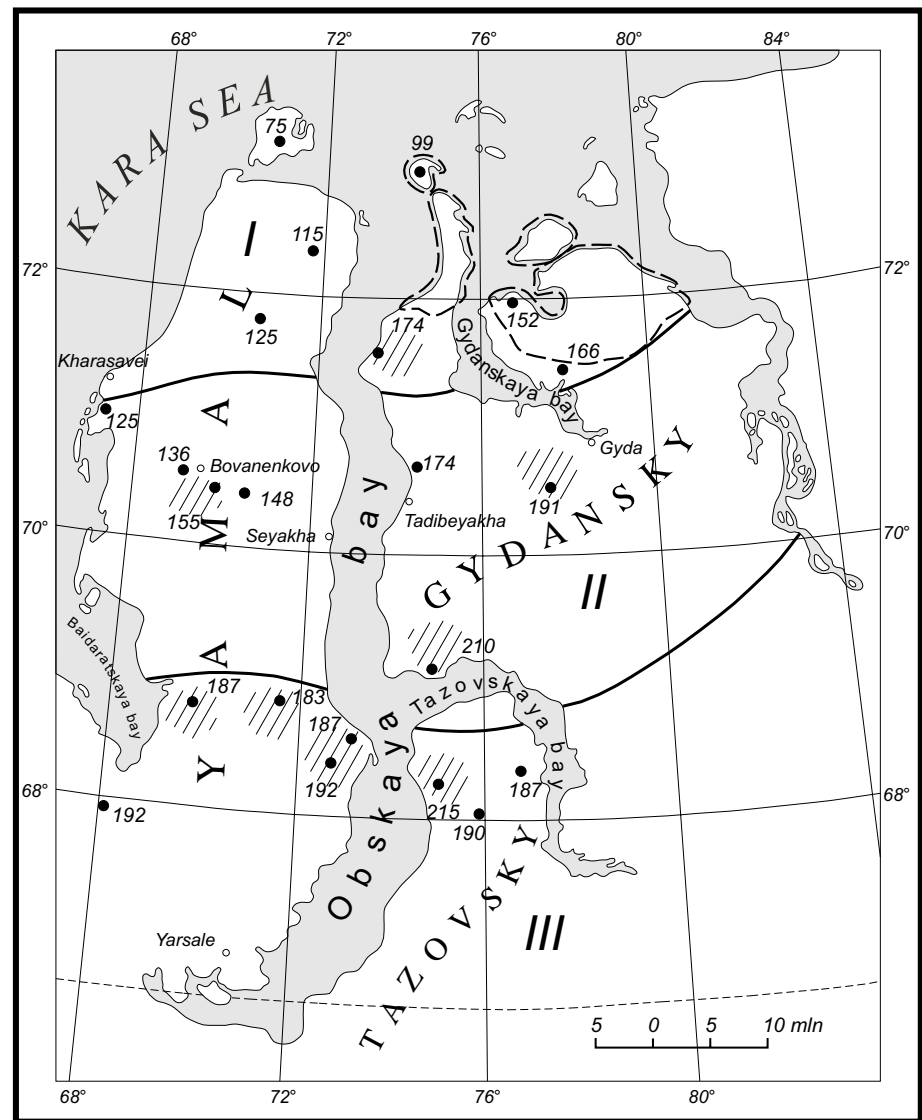 68°
72°
76°
80°
84°
KARA SEA
75
99
I
115
72°
72°
125
174
152
166
Kharasavei
Gydanskaya bay
125
136
Bovanenkovo
148
155
174
Gyda
191
Seyakha
Tadibeyakha
70°
70°
GYDANSKY
II
YAMAL
210
Baidaratskaya bay
187
183
187
192
Tazovskaya bay
Obskaya bay
215
187
190
192
68°
68°
TAZOVSKY
III
Yarsale
5 0 5 10 mln
68°
72°
76°
80°